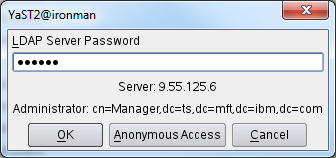 YaST2@ironman
LDAP Server Password
●●●●●●
Server: 9.55.125.6
Administrator: cn=Manager,dc=ts,dc=mft,dc=ibm,dc=com
OK Anonymous Access Cancel